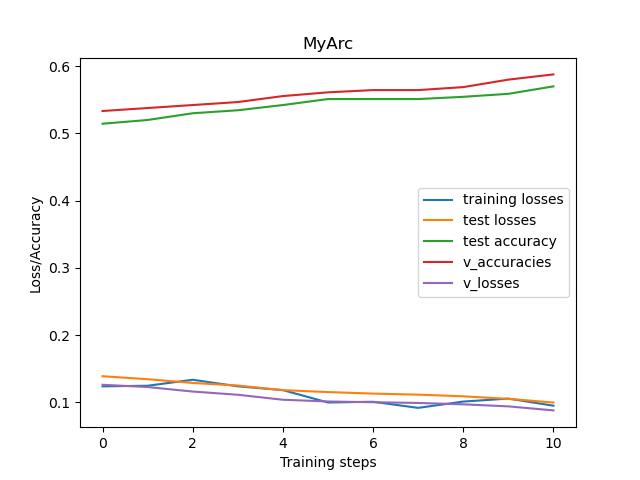 MyArc
Loss/Accuracy
0.6
0.5
0.4
0.3
0.2
0.1
training losses
test losses
test accuracy
v_accuracies
v_losses
0 2 4 6 8 10
Training steps